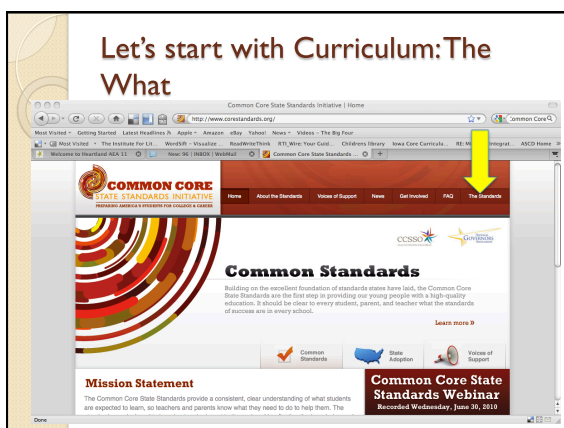 Let's start with Curriculum: The
What
Common Core State Standards Initiative | Home
http://www.corestandards.org/
Common Core
Most Visited Getting Started Latest Headlines Apple Amazon eBay Yahoo! News Videos - The Big Four
Most Visited • The Institute For Lit... WordSift - Visualize ... ReadWriteThink RTI_Wire: Your Guid... Childrens library Iowa Core Curricula... RE: ASCD Home »
Welcome to Heartland AEA 11 New: 36 | INBOX | WebMail Common Core State Standards ...
COMMON CORE
STATE STANDARDS INITIATIVE
PREPARING AMERICA'S STUDENTS FOR COLLEGE & CAREER
Home About the Standards Voices of Support News Get Involved FAQ The Standards
CCSSO
GOVERNORS
Common Standards
Building on the excellent foundation of standards states have laid, the Common Core
State Standards are the first step in providing our young people with a high-quality
education. It should be clear to every student, parent, and teacher what the standards
of success are in every school.
Learn more »
Common
Standards
State
Adoption
Voices of
Support
Mission Statement
The Common Core State Standards provide a consistent, clear understanding of what students
are expected to learn, so teachers and parents know what they need to do to help them. The
Common Core State
Standards Webinar
Recorded Wednesday, June 30, 2010
Done